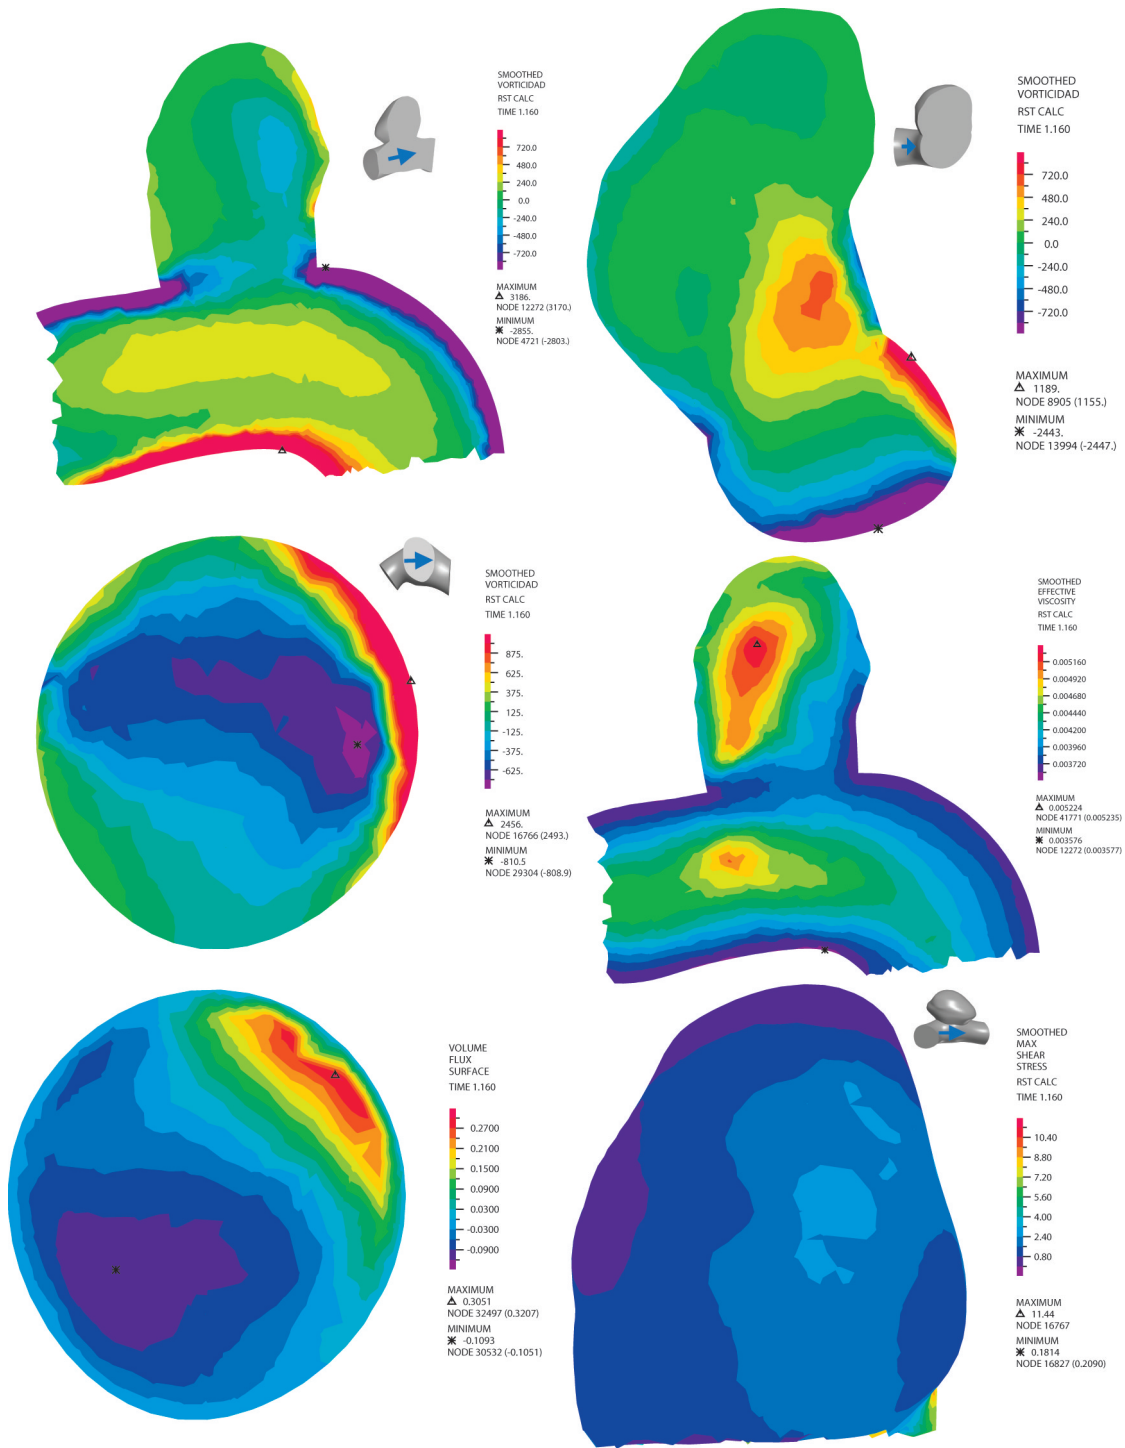 SMOOTHED
VORTICIDAD
RST CALC
TIME 1.160
720.0
480.0
240.0
0.0
-240.0
-480.0
-720.0
MAXIMUM
3186.
NODE 12272 (3170.)
MINIMUM
-2855.
NODE 4721 (-2803.)
SMOOTHED
VORTICIDAD
RST CALC
TIME 1.160
720.0
480.0
240.0
0.0
-240.0
-480.0
-720.0
MAXIMUM
1189.
NODE 8905 (1155.)
MINIMUM
-2443.
NODE 13994 (-2447.)
SMOOTHED
VORTICIDAD
RST CALC
TIME 1.160
875.
625.
375.
125.
-125.
-375.
-625.
MAXIMUM
2456.
NODE 16766 (2493.)
MINIMUM
-810.5
NODE 29304 (-808.9)
SMOOTHED
EFFECTIVE
VISCOSITY
RST CALC
TIME 1.160
0.005160
0.004920
0.004680
0.004440
0.004200
0.003960
0.003720
MAXIMUM
0.005224
NODE 41771 (0.005235)
MINIMUM
0.003576
NODE 12272 (0.003577)
VOLUME
FLUX
SURFACE
TIME 1.160
0.2700
0.2100
0.1500
0.0900
0.0300
-0.0300
-0.0900
MAXIMUM
0.3051
NODE 32497 (0.3207)
MINIMUM
-0.1093
NODE 30532 (-0.1051)
SMOOTHED
MAX
SHEAR
STRESS
RST CALC
TIME 1.160
10.40
8.80
7.20
5.60
4.00
2.40
0.80
MAXIMUM
11.44
NODE 16767
MINIMUM
0.1814
NODE 16827 (0.2090)